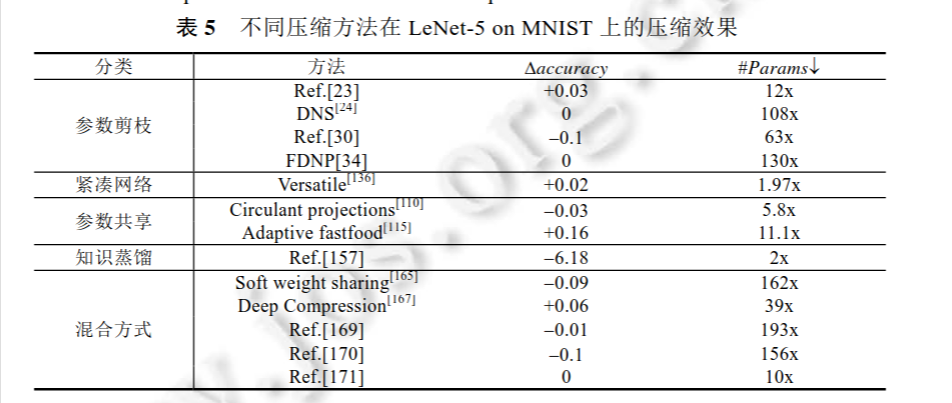 表 5 不同压缩方法在 LeNet-5 on MNIST 上的压缩效果
分类 方法 Δaccuracy #Params↓
参数剪枝 Ref.[23] +0.03 12x
DNS[24] 0 108x
Ref.[30] –0.1 63x
FDNP[34] 0 130x
紧凑网络 Versatile[136] +0.02 1.97x
参数共享 Circulant projections[110] –0.03 5.8x
Adaptive fastfood[115] +0.16 11.1x
知识蒸馏 Ref.[157] –6.18 2x
混合方式 Soft weight sharing[165] –0.09 162x
Deep Compression[167] +0.06 39x
Ref.[169] –0.01 193x
Ref.[170] –0.1 156x
Ref.[171] 0 10x